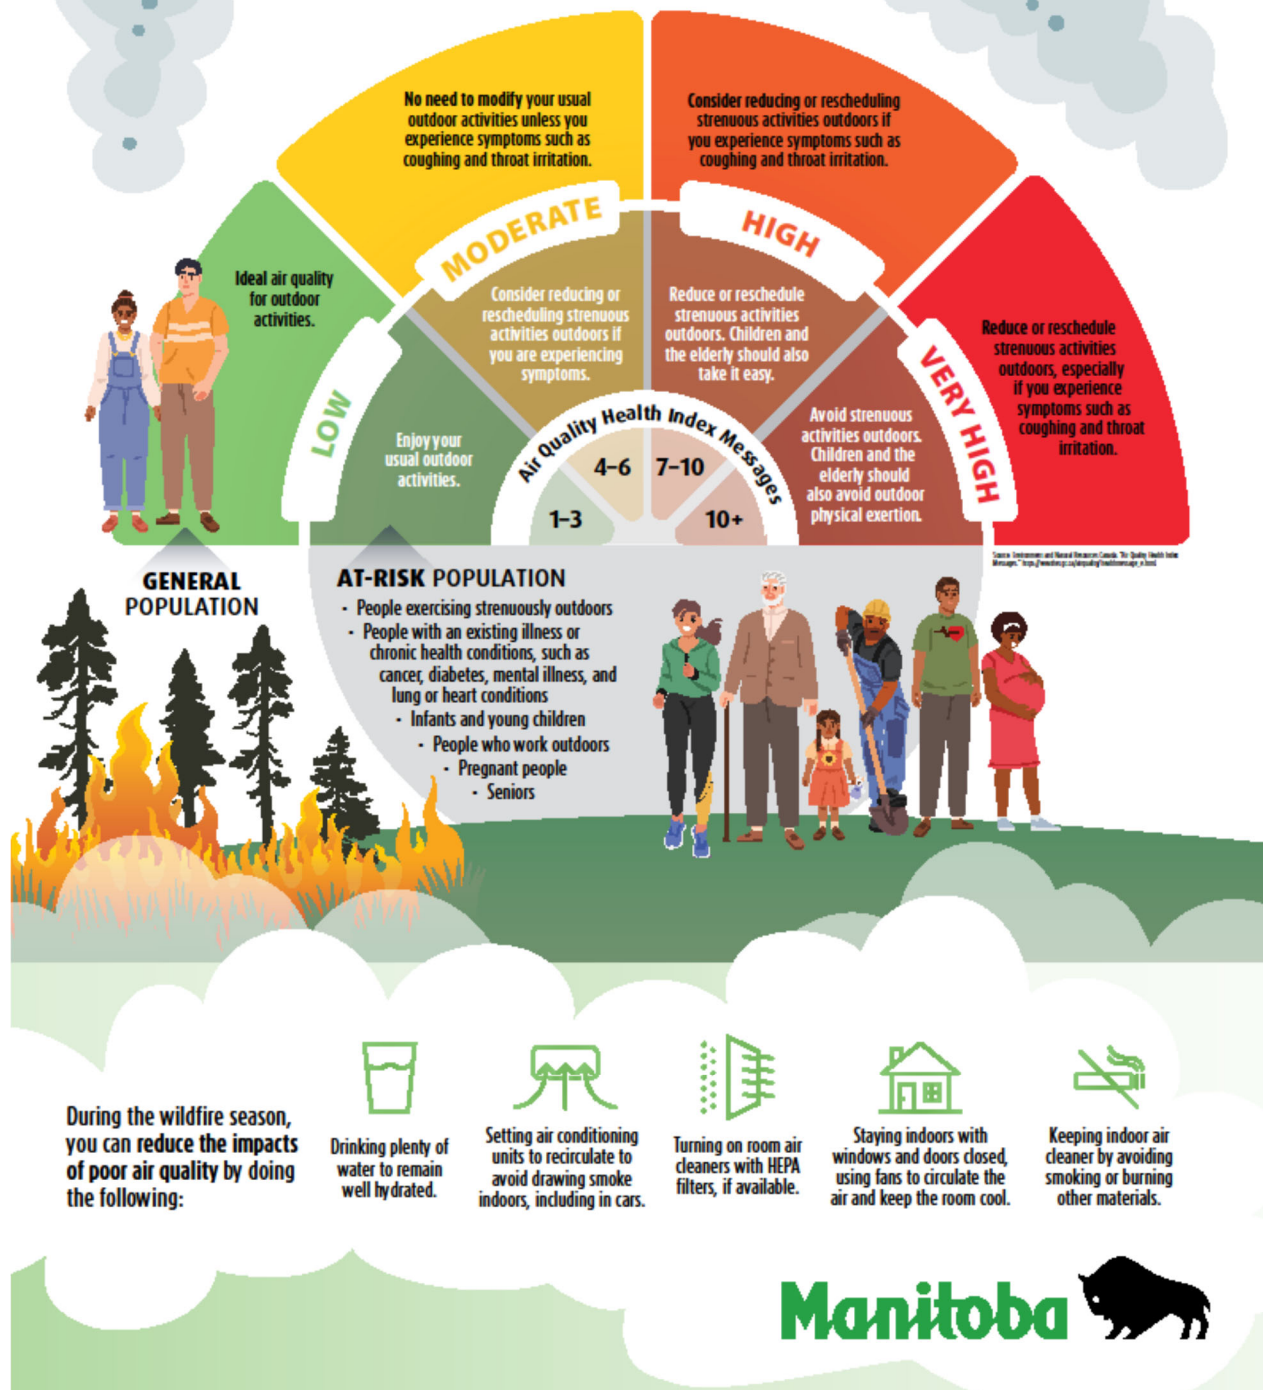 No need to modify your usual
outdoor activities unless you
experience symptoms such as
coughing and throat irritation.
Consider reducing or rescheduling
strenuous activities outdoors if
you experience symptoms such as
coughing and throat irritation.
Ideal air quality
for outdoor
activities.
Reduce or reschedule
strenuous activities
outdoors, especially
if you experience
symptoms such as
coughing and throat
irritation.
LOW
MODERATE
HIGH
VERY HIGH
Enjoy your
usual outdoor
activities.
Consider reducing or
rescheduling strenuous
activities outdoors if
you are experiencing
symptoms.
Reduce or reschedule
strenuous activities
outdoors. Children and
the elderly should also
take it easy.
Avoid strenuous
activities outdoors.
Children and the
elderly should
also avoid outdoor
physical exertion.
Air Quality Health Index Messages
1–3
4–6
7–10
10+
Source: Environment and Natural Resources Canada. "Air Quality Health Index
GENERAL
POPULATION
AT-RISK POPULATION
- People exercising strenuously outdoors
- People with an existing illness or
chronic health conditions, such as
cancer, diabetes, mental illness, and
lung or heart conditions
- Infants and young children
- People who work outdoors
- Pregnant people
- Seniors
During the wildfire season,
you can reduce the impacts
of poor air quality by doing
the following:
Drinking plenty of
water to remain
well hydrated.
Setting air conditioning
units to recirculate to
avoid drawing smoke
indoors, including in cars.
Turning on room air
cleaners with HEPA
filters, if available.
Staying indoors with
windows and doors closed,
using fans to circulate the
air and keep the room cool.
Keeping indoor air
cleaner by avoiding
smoking or burning
other materials.
Manitoba